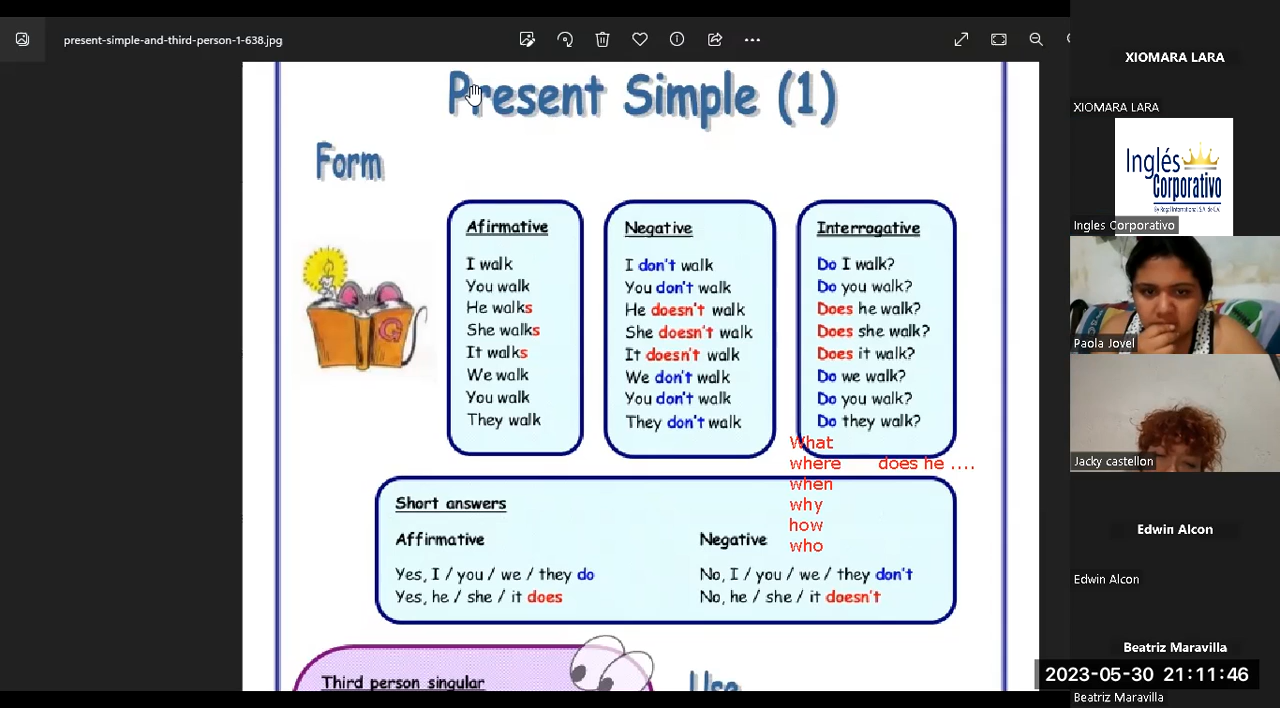 present-simple-and-third-person-1-638.jpg
Present Simple (1)
Form
Afirmative
I walk
You walk
He walks
She walks
It walks
We walk
You walk
They walk
Negative
I don't walk
You don't walk
He doesn't walk
She doesn't walk
It doesn't walk
We don't walk
You don't walk
They don't walk
Interrogative
Do I walk?
Do you walk?
Does he walk?
Does she walk?
Does it walk?
Do we walk?
Do you walk?
Do they walk?
What
where does he ....
when
why
how
who
Short answers
Affirmative
Yes, I / you / we / they do
Yes, he / she / it does
Negative
No, I / you / we / they don't
No, he / she / it doesn't
Third person singular
Use
XIOMARA LARA
XIOMARA LARA
Inglés
Corporativo
Ingles Corporativo
Paola Jovel
Jacky castellon
Edwin Alcon
Edwin Alcon
Beatriz Maravilla
2023-05-30 21:11:46
Beatriz Maravilla